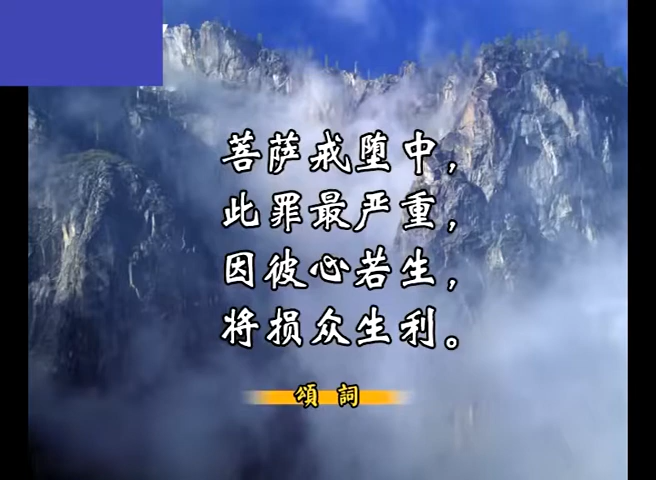 菩萨戒堕中，
此罪最严重，
因彼心若生，
将损众生利。
頌詞